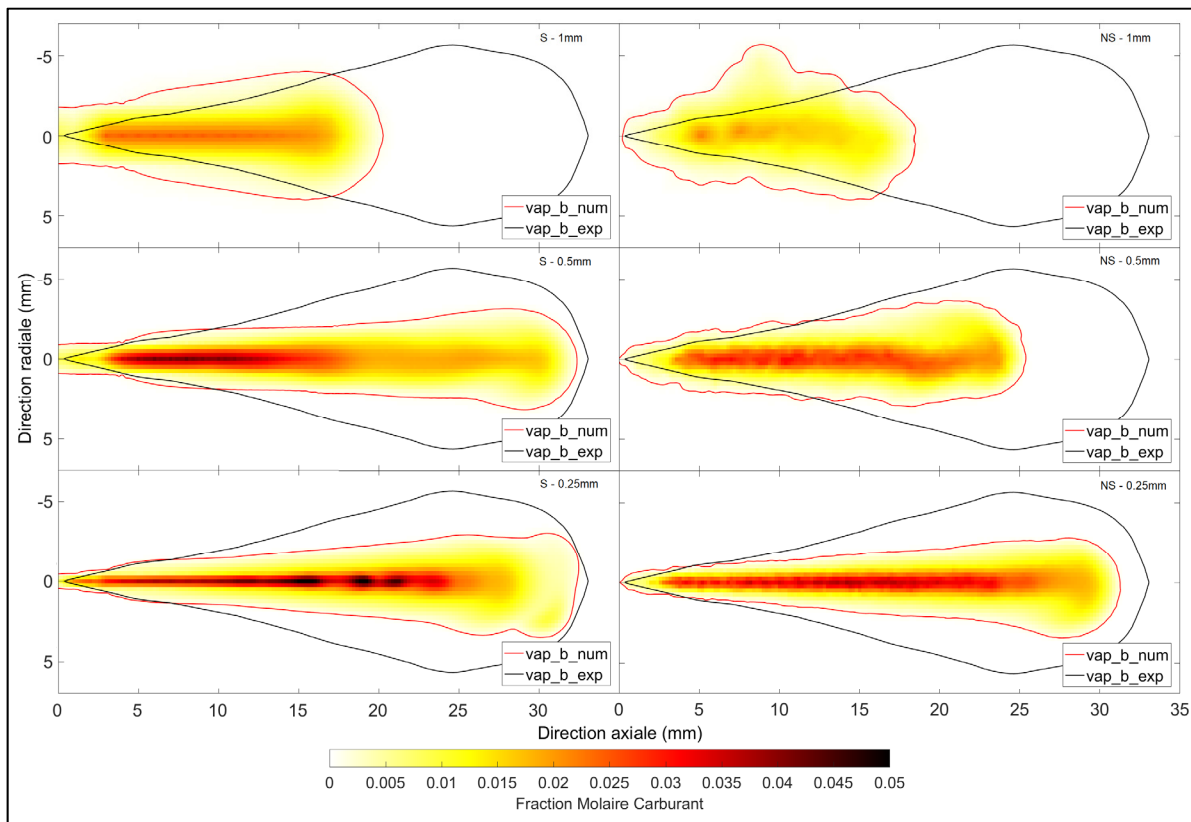 S - 1mm
NS - 1mm
-5
0
5
vap_b_num
vap_b_exp
vap_b_num
vap_b_exp
S - 0.5mm
NS - 0.5mm
-5
0
5
vap_b_num
vap_b_exp
vap_b_num
vap_b_exp
Direction radiale (mm)
S - 0.25mm
NS - 0.25mm
-5
0
5
vap_b_num
vap_b_exp
vap_b_num
vap_b_exp
0 5 10 15 20 25 30 0 5 10 15 20 25 30 35
Direction axiale (mm)
0 0.005 0.01 0.015 0.02 0.025 0.03 0.035 0.04 0.045 0.05
Fraction Molaire Carburant